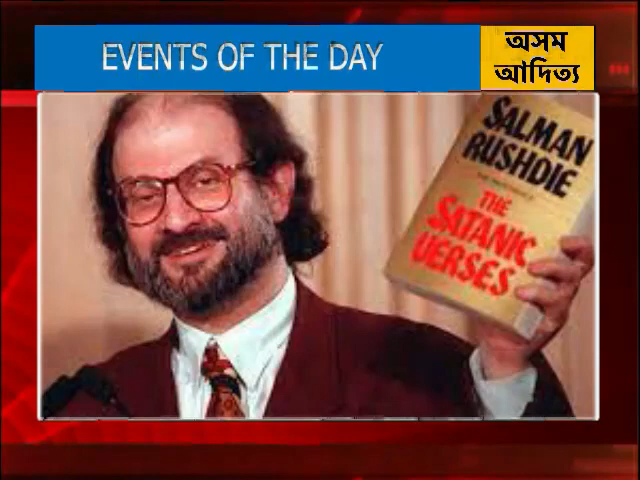 EVENTS OF THE DAY
অসম
আদিত্য
SALMAN
RUSHDIE
THE
SATANIC
VERSES